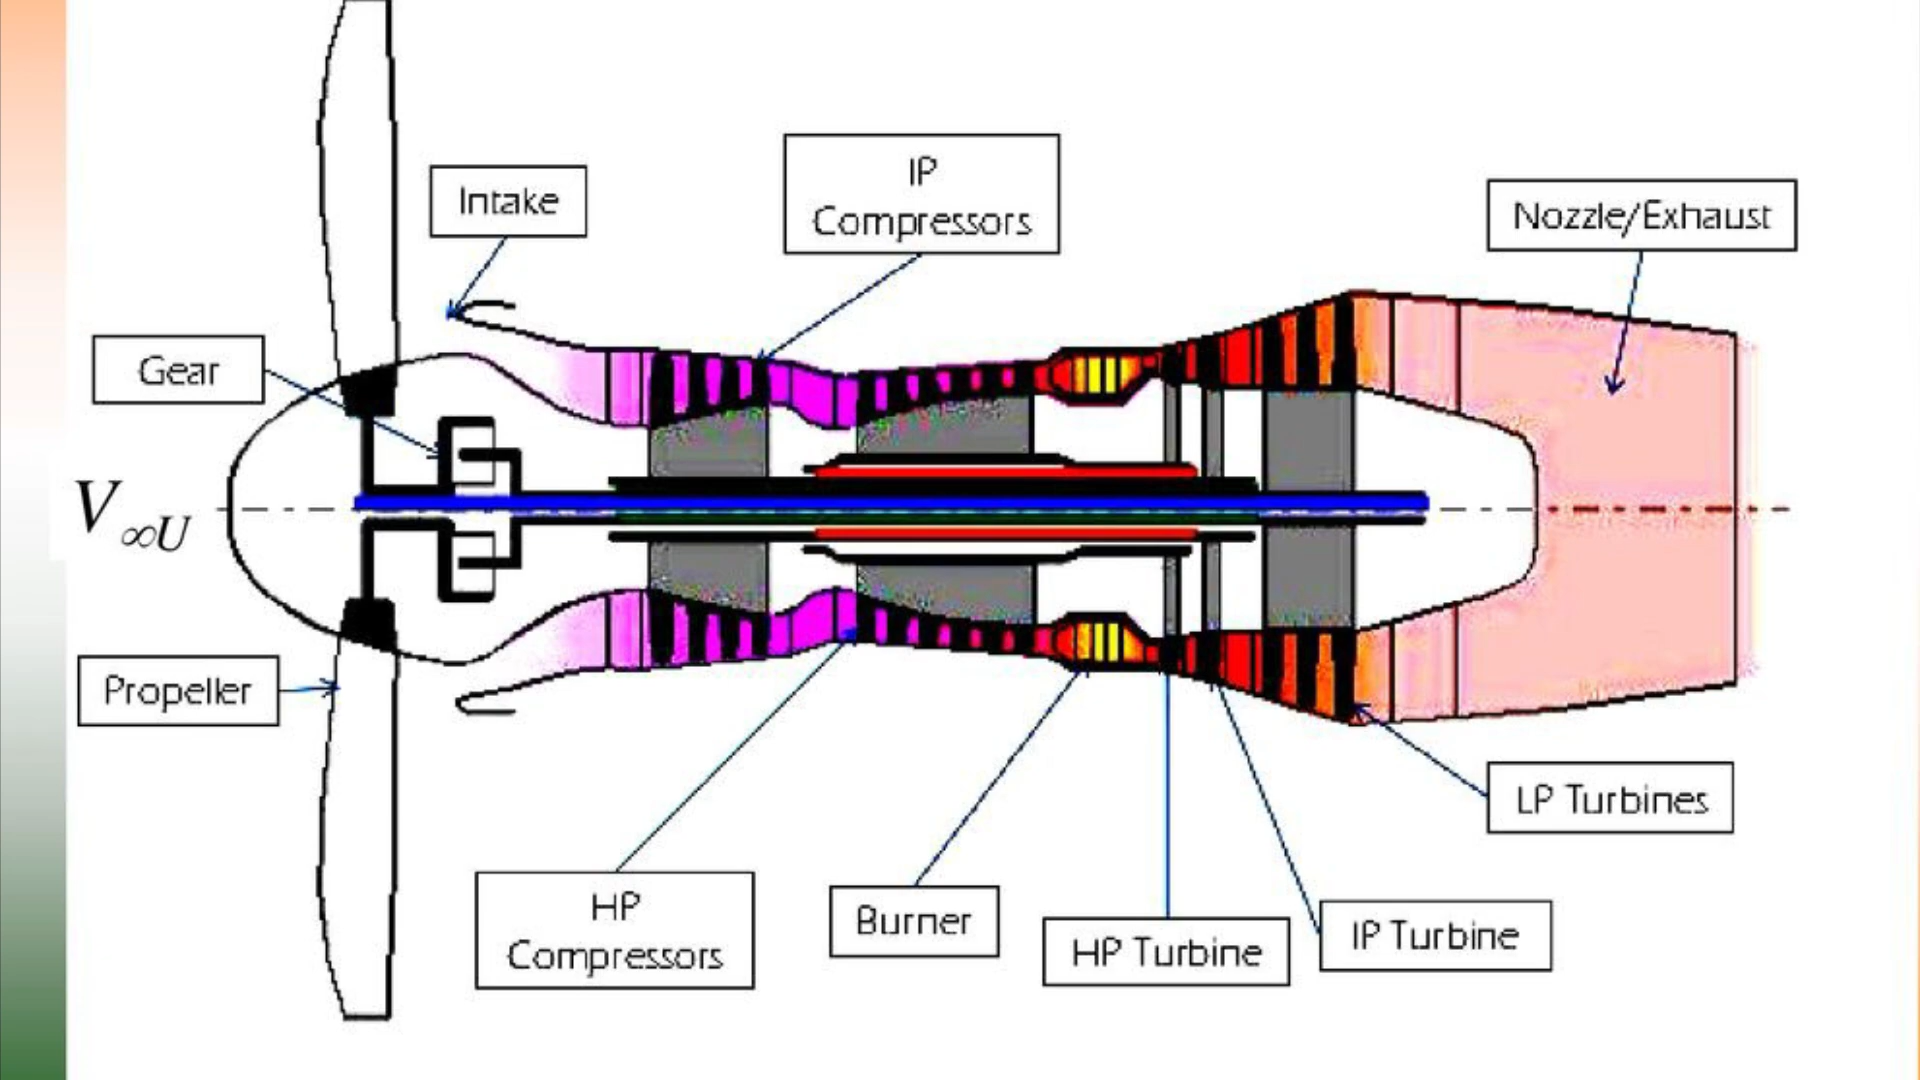 IP
Compressors
Intake
Nozzle/Exhaust
Gear
V∞U
Propeller
LP Turbines
HP
Compressors
Burner
HP Turbine
IP Turbine